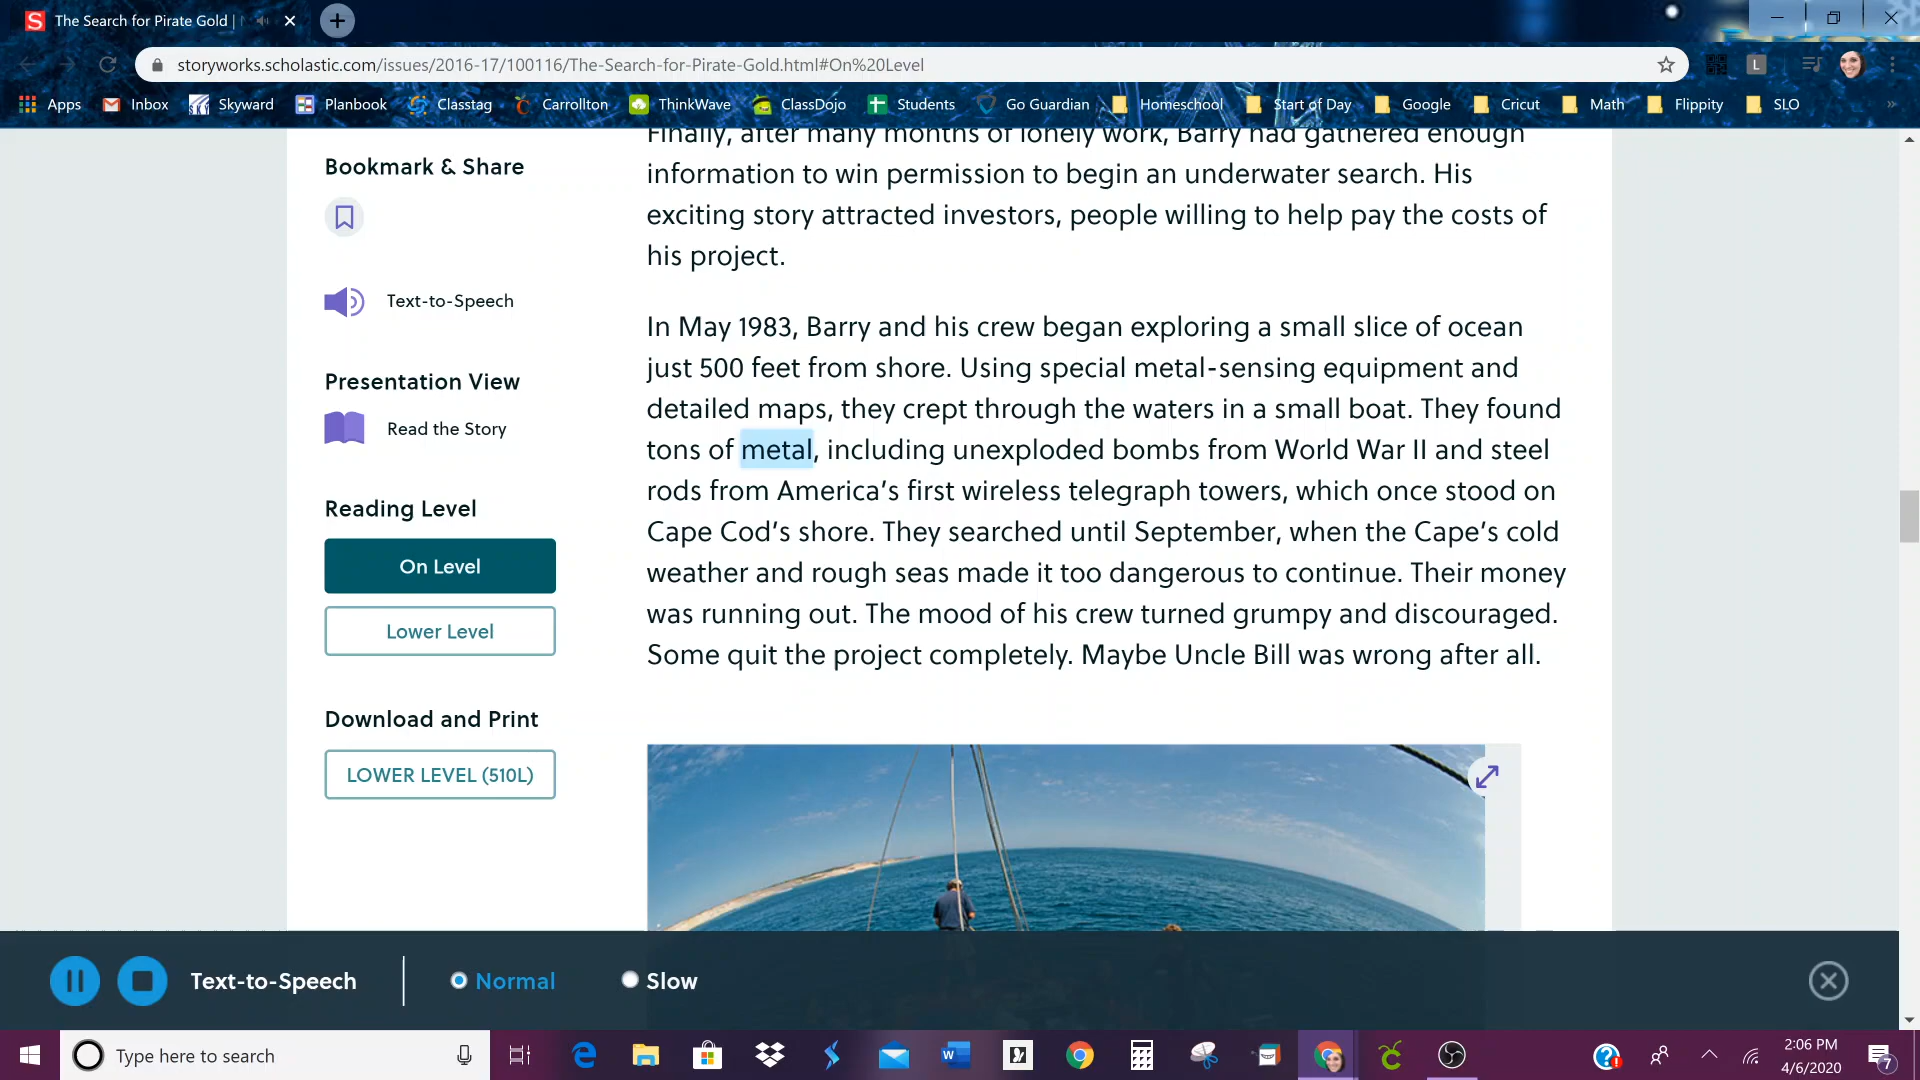 The Search for Pirate Gold |
storyworks.scholastic.com/issues/2016-17/100116/The-Search-for-Pirate-Gold.html#On%20Level
L
Apps Inbox Skyward Planbook Classtag Carrollton ThinkWave ClassDojo Students Go Guardian Homeschool Start of Day Google Cricut Math Flippity SLO »
Bookmark & Share
Text-to-Speech
Presentation View
Read the Story
Reading Level
On Level
Lower Level
Download and Print
LOWER LEVEL (510L)
Finally, after many months of lonely work, Barry had gathered enough
information to win permission to begin an underwater search. His
exciting story attracted investors, people willing to help pay the costs of
his project.
In May 1983, Barry and his crew began exploring a small slice of ocean
just 500 feet from shore. Using special metal-sensing equipment and
detailed maps, they crept through the waters in a small boat. They found
tons of metal, including unexploded bombs from World War II and steel
rods from America’s first wireless telegraph towers, which once stood on
Cape Cod’s shore. They searched until September, when the Cape’s cold
weather and rough seas made it too dangerous to continue. Their money
was running out. The mood of his crew turned grumpy and discouraged.
Some quit the project completely. Maybe Uncle Bill was wrong after all.
Text-to-Speech Normal Slow
Type here to search
2:06 PM
4/6/2020
7